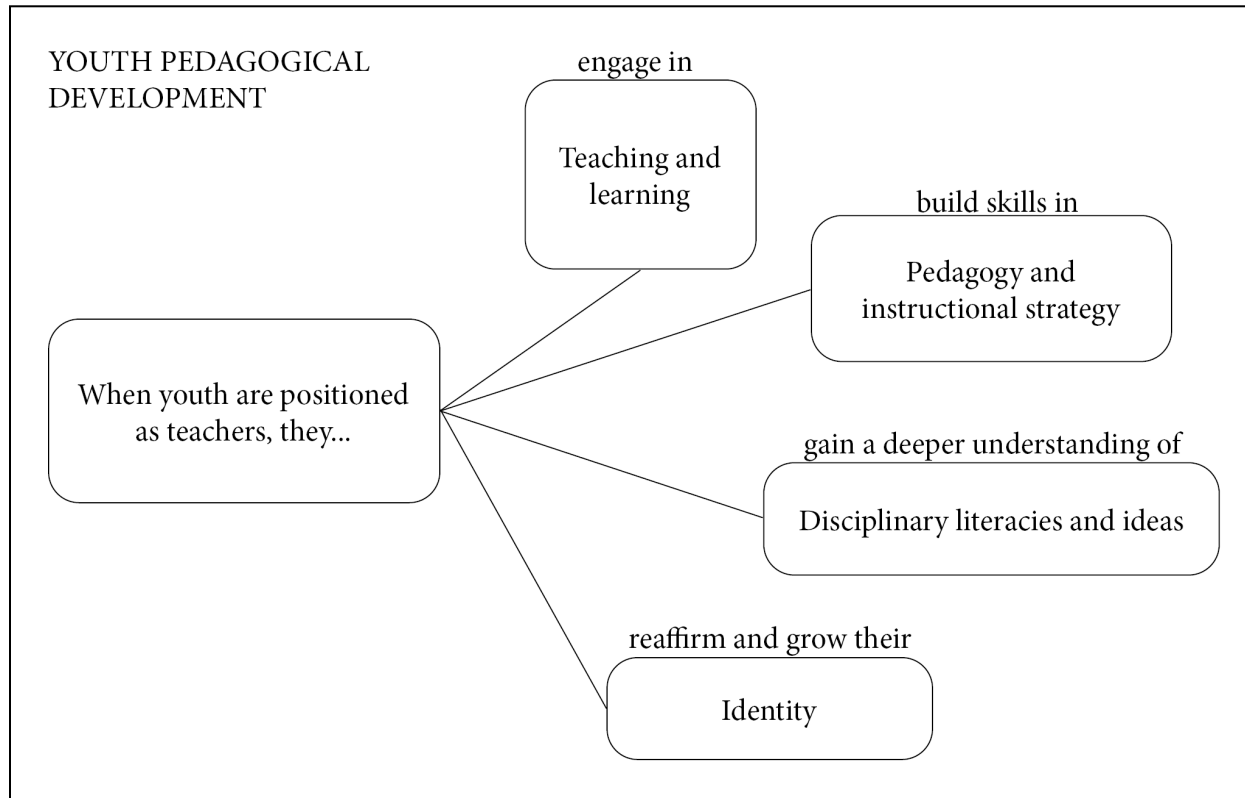 YOUTH PEDAGOGICAL
DEVELOPMENT
engage in
Teaching and
learning
build skills in
Pedagogy and
instructional strategy
When youth are positioned
as teachers, they...
gain a deeper understanding of
Disciplinary literacies and ideas
reaffirm and grow their
Identity